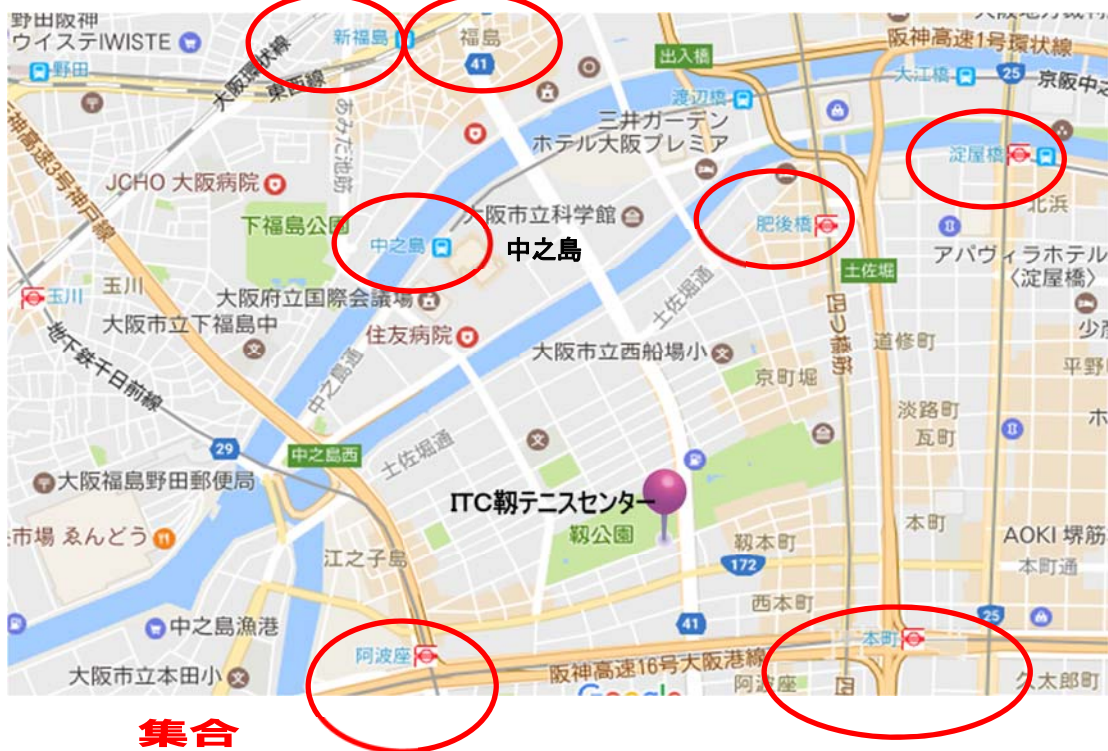 野田阪神
ウイステIWISTE
新福島
福島
41
出入橋
阪神高速1号環状線
大江橋
25
京阪中之
野田
大阪環状線
東西線
あみだ池筋
渡辺橋
三井ガーデン
ホテル大阪プレミア
淀屋橋
神高速3号神戸線
JCHO 大阪病院
下福島公園
中之島
大阪市立科学館
中之島
肥後橋
北浜
アパヴィラホテル
〈淀屋橋〉
土佐堀
玉川
玉川
大阪府立国際会議場
大阪市立下福島中
住友病院
土佐堀通
四つ橋筋
道修町
少彦
大阪市立西船場小
京町堀
平野
地下鉄千日前線
中之島通
淡路町
瓦町
ホ
29
中之島西
土佐堀通
大阪福島野田郵便局
ITC靱テニスセンター
靱公園
本町
AOKI 堺筋
市場 ゑんどう
江之子島
靱本町
172
本町通
西本町
中之島漁港
41
25
阿波座
本町
大阪市立本田小
阪神高速16号大阪港線
Google
阿波座
四
久太郎町
集合